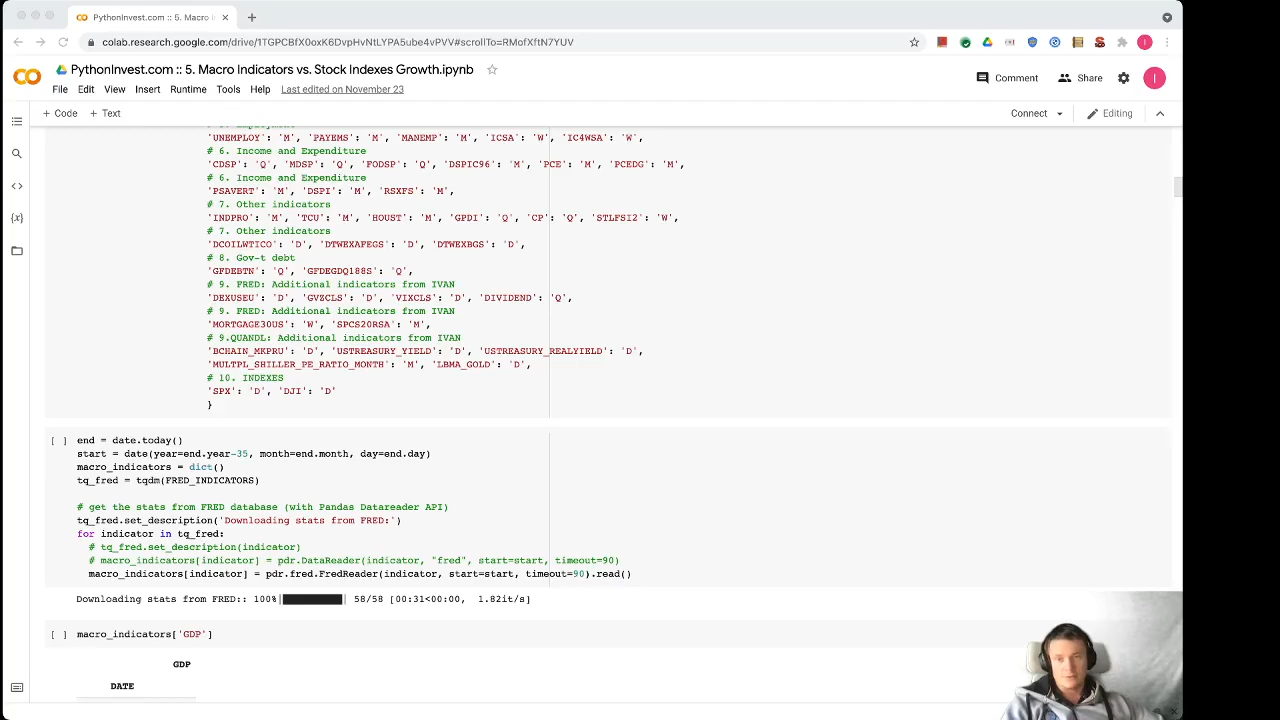 PythonInvest.com :: 5. Macro I
colab.research.google.com/drive/1TGPCBfX0oxK6DvpHvNtLYPA5ube4vPVV#scrollTo=RMofXftN7YUV
PythonInvest.com :: 5. Macro Indicators vs. Stock Indexes Growth.ipynb
Comment
Share
I
File Edit View Insert Runtime Tools Help Last edited on November 23
+ Code + Text
Connect
Editing
'UNEMPLOY': 'M', 'PAYEMS': 'M', 'MANEMP': 'M', 'ICSA': 'W', 'IC4WSA': 'W',
# 6. Income and Expenditure
'CDSP': 'Q', 'MDSP': 'Q', 'FODSP': 'Q', 'DSPIC96': 'M', 'PCE': 'M', 'PCEDG': 'M',
# 6. Income and Expenditure
'PSAVERT': 'M', 'DSPI': 'M', 'RSXFS': 'M',
# 7. Other indicators
'INDPRO': 'M', 'TCU': 'M', 'HOUST': 'M', 'GPDI': 'Q', 'CP': 'Q', 'STLFSI2': 'W',
# 7. Other indicators
'DCOILWTICO': 'D', 'DTWEXAFEGS': 'D', 'DTWEXBGS': 'D',
# 8. Gov-t debt
'GFDEBTN': 'Q', 'GFDEGDQ188S': 'Q',
# 9. FRED: Additional indicators from IVAN
'DEXUSEU': 'D', 'GVZCLS': 'D', 'VIXCLS': 'D', 'DIVIDEND': 'Q',
# 9. FRED: Additional indicators from IVAN
'MORTGAGE30US': 'W', 'SPCS20RSA': 'M',
# 9.QUANDL: Additional indicators from IVAN
'BCHAIN_MKPRU': 'D', 'USTREASURY_YIELD': 'D', 'USTREASURY_REALYIELD': 'D',
'MULTPL_SHILLER_PE_RATIO_MONTH': 'M', 'LBMA_GOLD': 'D',
# 10. INDEXES
'SPX': 'D', 'DJI': 'D'
}
[ ] end = date.today()
start = date(year=end.year-35, month=end.month, day=end.day)
macro_indicators = dict()
tq_fred = tqdm(FRED_INDICATORS)
# get the stats from FRED database (with Pandas Datareader API)
tq_fred.set_description('Downloading stats from FRED:')
for indicator in tq_fred:
# tq_fred.set_description(indicator)
# macro_indicators[indicator] = pdr.DataReader(indicator, "fred", start=start, timeout=90)
macro_indicators[indicator] = pdr.fred.FredReader(indicator, start=start, timeout=90).read()
Downloading stats from FRED:: 100%| | 58/58 [00:31<00:00, 1.82it/s]
[ ] macro_indicators['GDP']
GDP
DATE